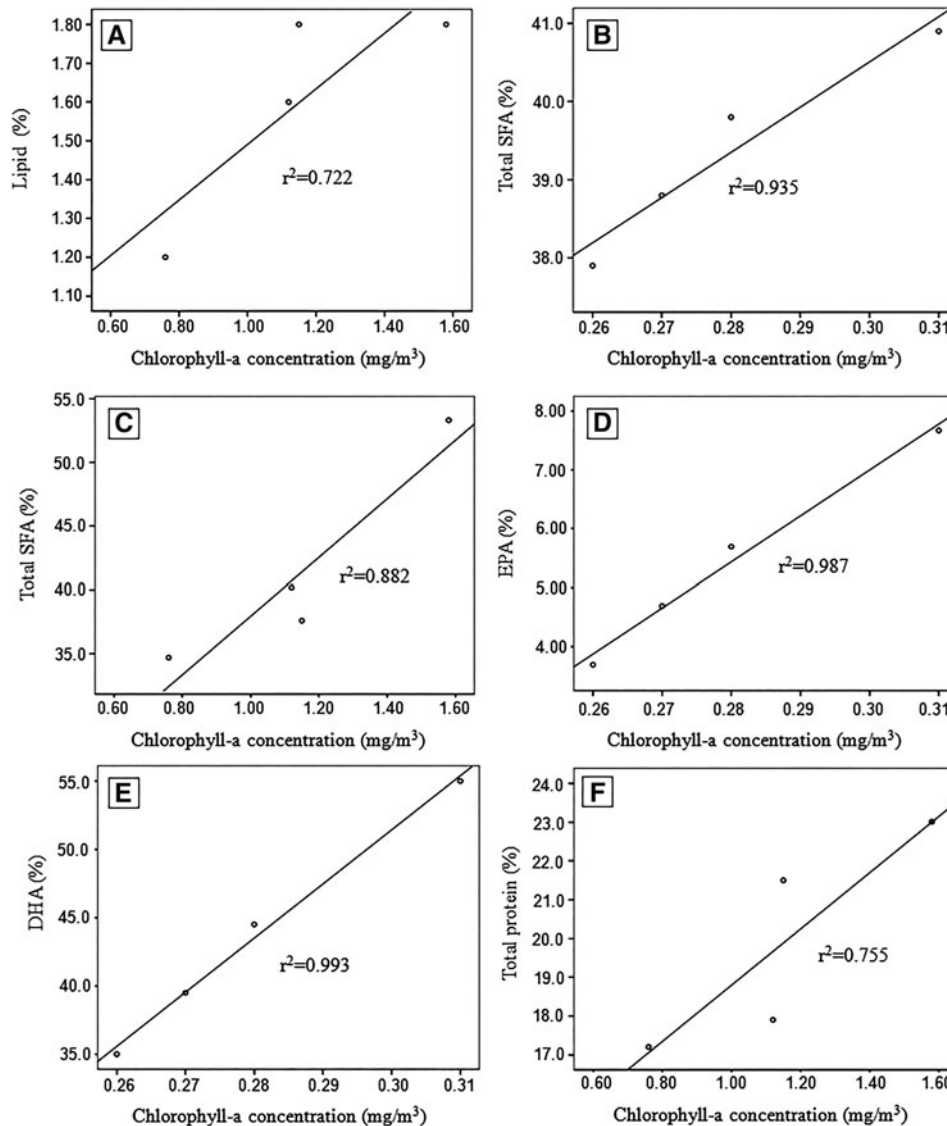 A
Lipid (%)
1.80
1.70
1.60
1.50
1.40
1.30
1.20
1.10
r²=0.722
0.60 0.80 1.00 1.20 1.40 1.60
Chlorophyll-a concentration (mg/m³)
B
Total SFA (%)
41.0
40.0
39.0
38.0
r²=0.935
0.26 0.27 0.28 0.29 0.30 0.31
Chlorophyll-a concentration (mg/m³)
C
Total SFA (%)
55.0
50.0
45.0
40.0
35.0
r²=0.882
0.60 0.80 1.00 1.20 1.40 1.60
Chlorophyll-a concentration (mg/m³)
D
EPA (%)
8.00
7.00
6.00
5.00
4.00
r²=0.987
0.26 0.27 0.28 0.29 0.30 0.31
Chlorophyll-a concentration (mg/m³)
E
DHA (%)
55.0
50.0
45.0
40.0
35.0
r²=0.993
0.26 0.27 0.28 0.29 0.30 0.31
Chlorophyll-a concentration (mg/m³)
F
Total protein (%)
24.0
23.0
22.0
21.0
20.0
19.0
18.0
17.0
r²=0.755
0.60 0.80 1.00 1.20 1.40 1.60
Chlorophyll-a concentration (mg/m³)